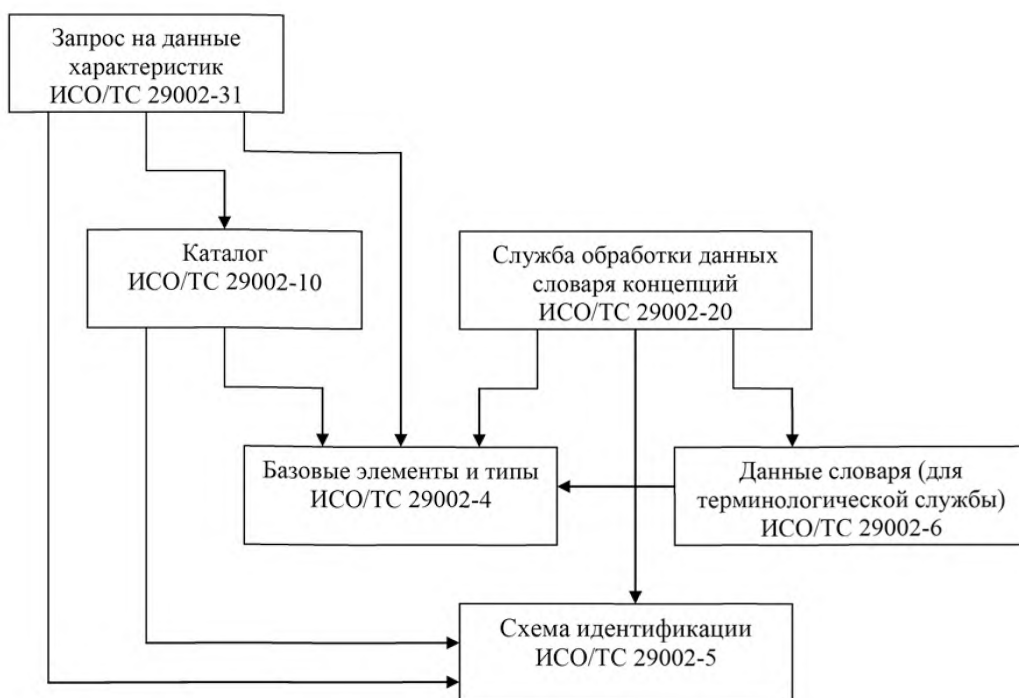 Запрос на данные
характеристик
ИСО/ТС 29002-31
Каталог
ИСО/ТС 29002-10
Служба обработки данных
словаря концепций
ИСО/ТС 29002-20
Базовые элементы и типы
ИСО/ТС 29002-4
Данные словаря (для
терминологической службы)
ИСО/ТС 29002-6
Схема идентификации
ИСО/ТС 29002-5